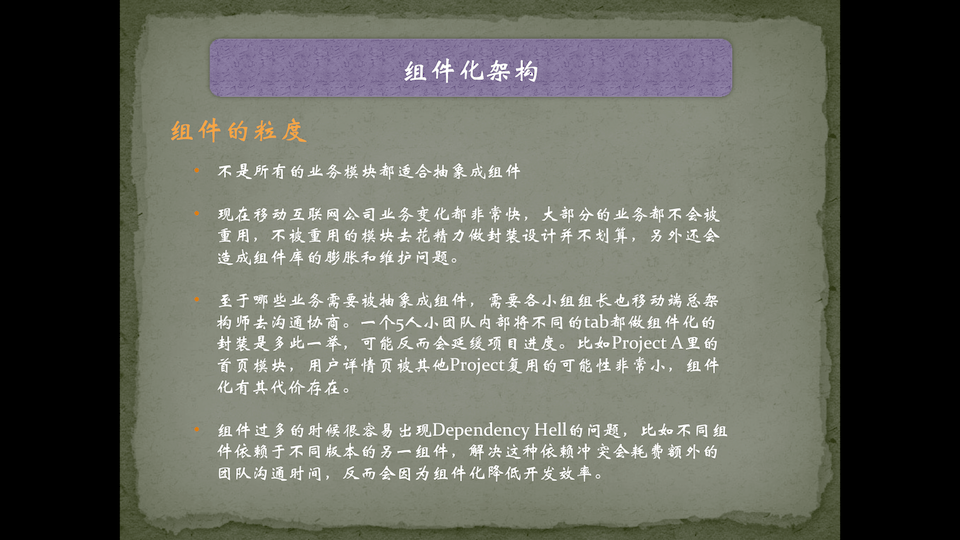 组件化架构
组件的粒度
不是所有的业务模块都适合抽象成组件
现在移动互联网公司业务变化都非常快，大部分的业务都不会被
重用，不被重用的模块去花精力做封装设计并不划算，另外还会
造成组件库的膨胀和维护问题。
至于哪些业务需要被抽象成组件，需要各小组组长也移动端总架
构师去沟通协商。一个5人小团队内部将不同的tab都做组件化的
封装是多此一举，可能反而会延缓项目进度。比如Project A里的
首页模块，用户详情页被其他Project复用的可能性非常小，组件
化有其代价存在。
组件过多的时候很容易出现Dependency Hell的问题，比如不同组
件依赖于不同版本的另一组件，解决这种依赖冲突会耗费额外的
团队沟通时间，反而会因为组件化降低开发效率。